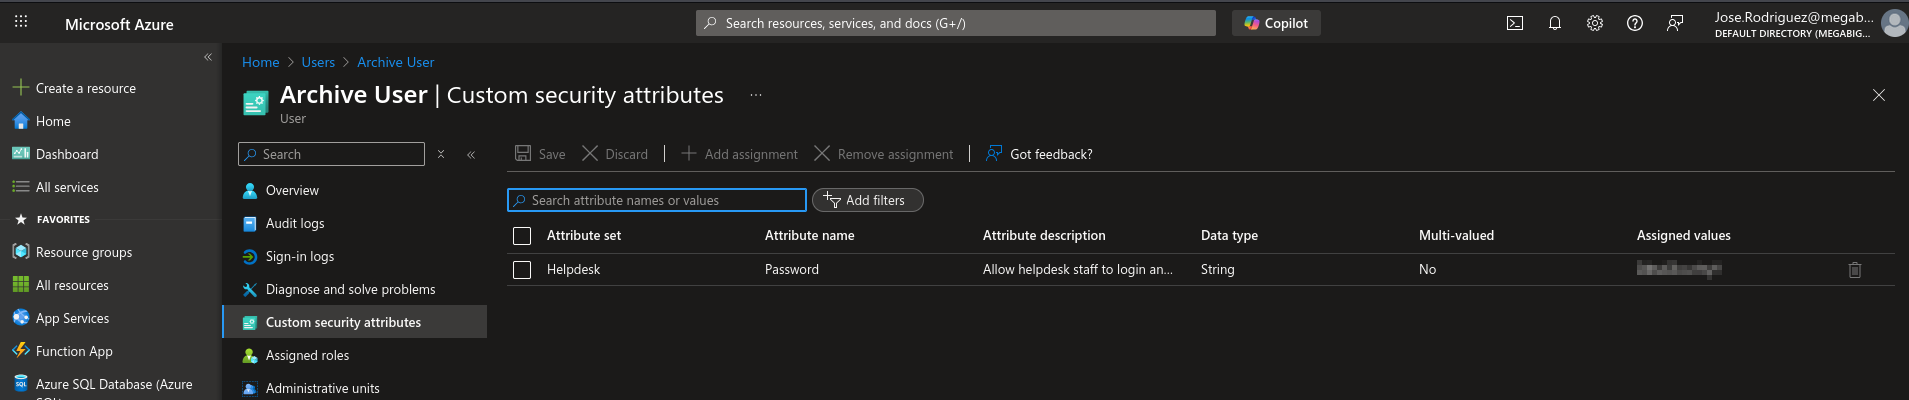 Microsoft Azure
Search resources, services, and docs (G+/)
Copilot
Jose.Rodriguez@megab...
DEFAULT DIRECTORY (MEGABIG...
Create a resource
Home
Dashboard
All services
FAVORITES
Resource groups
All resources
App Services
Function App
Azure SQL Database (Azure
Home > Users > Archive User
Archive User | Custom security attributes ...
User
Search
Overview
Audit logs
Sign-in logs
Diagnose and solve problems
Custom security attributes
Assigned roles
Administrative units
Save Discard Add assignment Remove assignment Got feedback?
Search attribute names or values
Add filters
Attribute set Attribute name Attribute description Data type Multi-valued Assigned values
Helpdesk Password Allow helpdesk staff to login an... String No